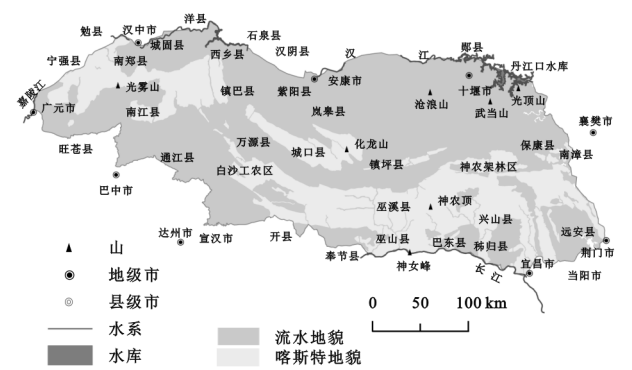 洋县
勉县
汉中市
石泉县
城固县
汉阴县
汉
江
郧县
宁强县
南郑县
西乡县
丹江口水库
嘉陵江
光雾山
镇巴县
紫阳县
安康市
沧浪山
十堰市
光顶山
广元市
南江县
岚皋县
武当山
襄樊市
旺苍县
通江县
万源县
城口县
化龙山
保康县
南漳县
白沙工农区
镇坪县
神农架林区
巴中市
巫溪县
神农顶
兴山县
达州市
宣汉市
开县
巫山县
巴东县
秭归县
远安县
荆门市
奉节县
神女峰
长江
宜昌市
当阳市
山
地级市
县级市
水系
水库
流水地貌
喀斯特地貌
0 50 100 km